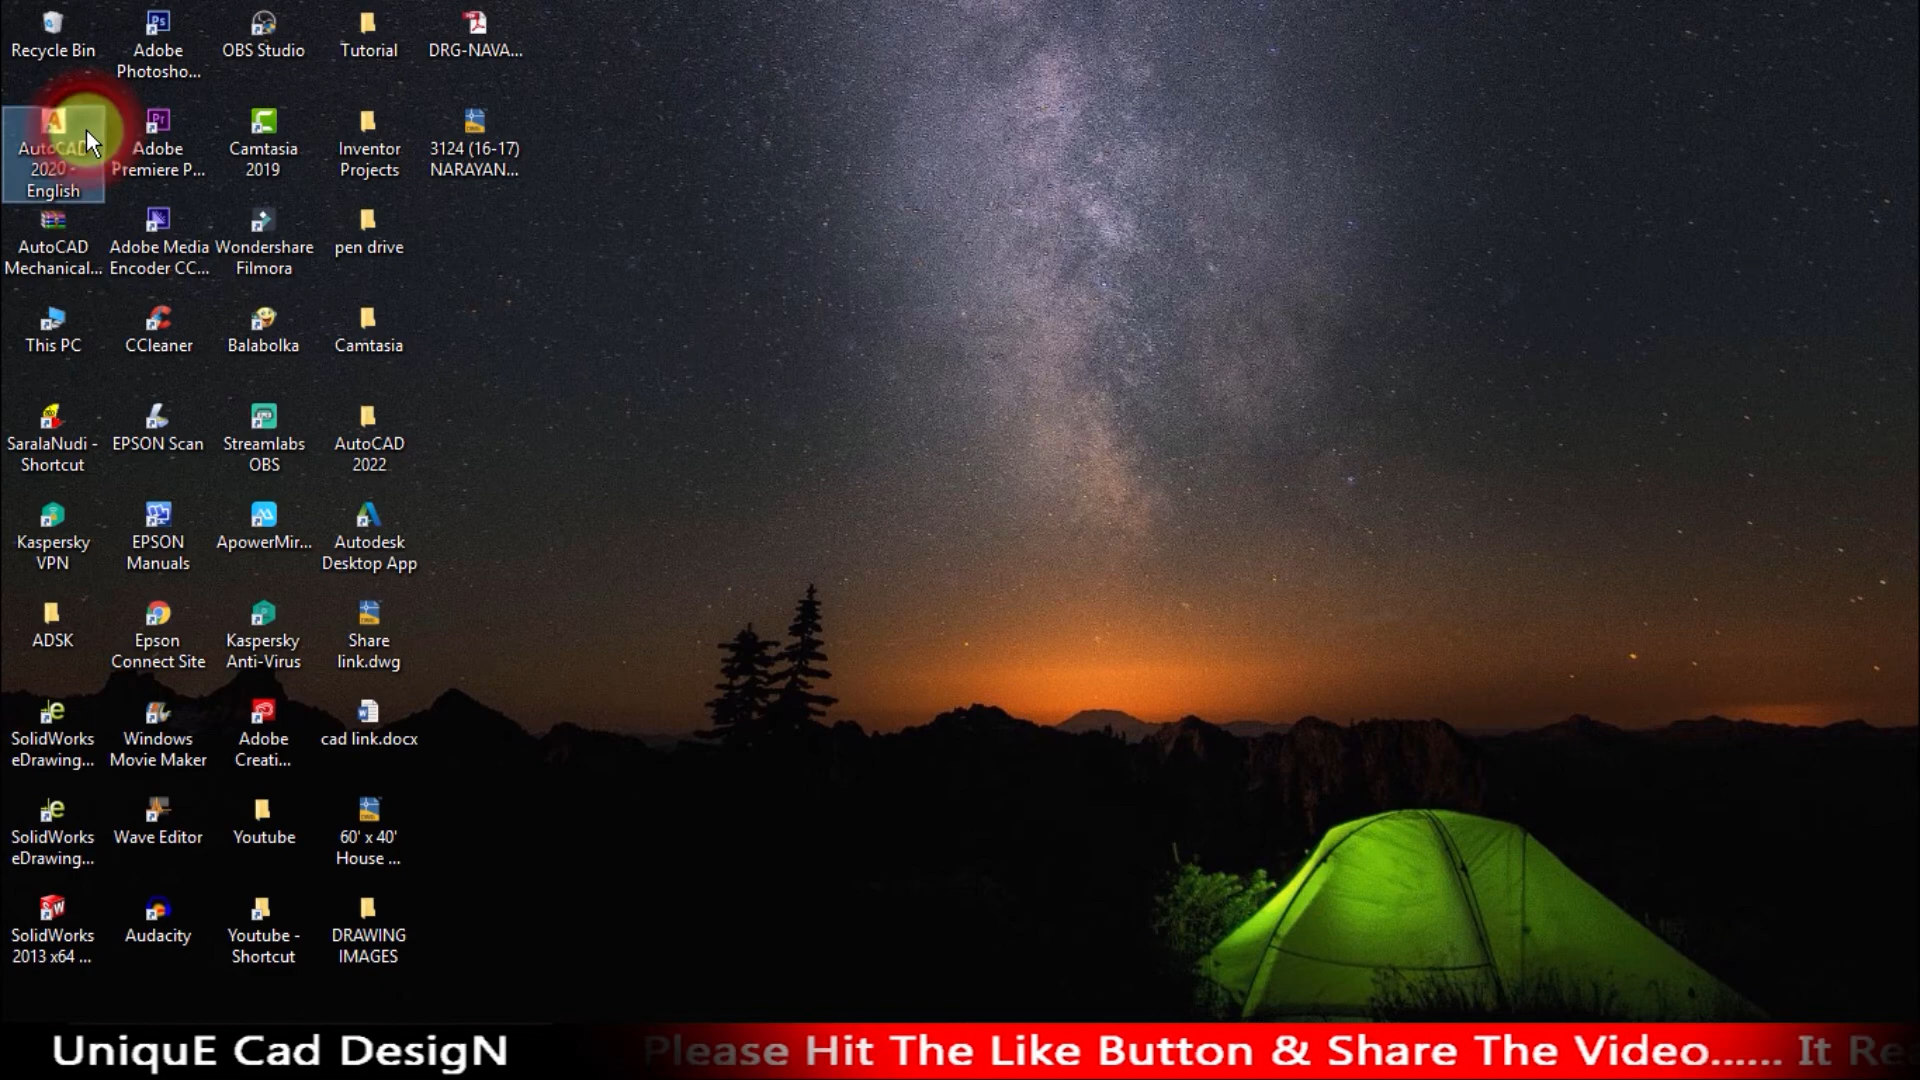 Recycle Bin
Adobe
Photosho...
OBS Studio
Tutorial
DRG-NAVA...
AutoCAD
2020 -
English
Adobe
Premiere P...
Camtasia
2019
Inventor
Projects
3124 (16-17)
NARAYAN...
AutoCAD
Mechanical...
Adobe Media
Encoder CC...
Wondershare
Filmora
pen drive
This PC
CCleaner
Balabolka
Camtasia
SaralaNudi -
Shortcut
EPSON Scan
Streamlabs
OBS
AutoCAD
2022
Kaspersky
VPN
EPSON
Manuals
ApowerMir...
Autodesk
Desktop App
ADSK
Epson
Connect Site
Kaspersky
Anti-Virus
Share
link.dwg
SolidWorks
eDrawing...
Windows
Movie Maker
Adobe
Creati...
cad link.docx
SolidWorks
eDrawing...
Wave Editor
Youtube
60' x 40'
House ...
SolidWorks
2013 x64 ...
Audacity
Youtube -
Shortcut
DRAWING
IMAGES
UniquE Cad DesigN
Please Hit The Like Button & Share The Video...... It Re